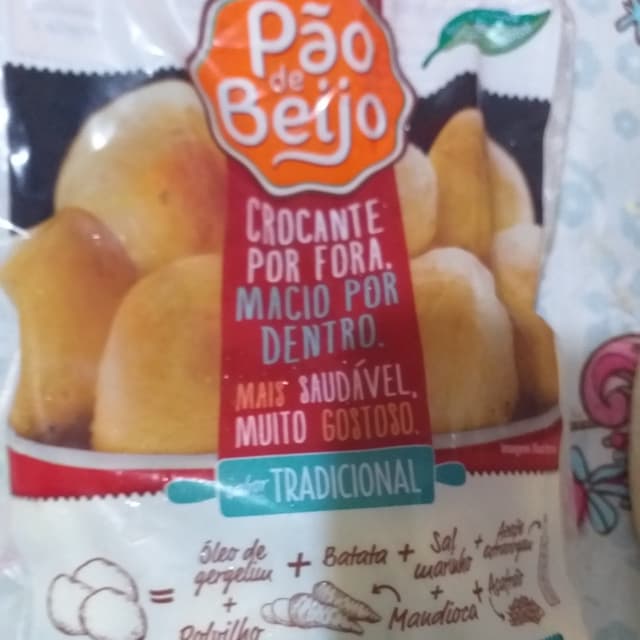 Pão
de
Beijo
CROCANTE
POR FORA.
MACIO POR
DENTRO.
MAIS SAUDÁVEL,
MUITO GOSTOSO.
TRADICIONAL
= Óleo de gergelim + Batata + Sal marinho +
+
Polvilho
Mandioca +